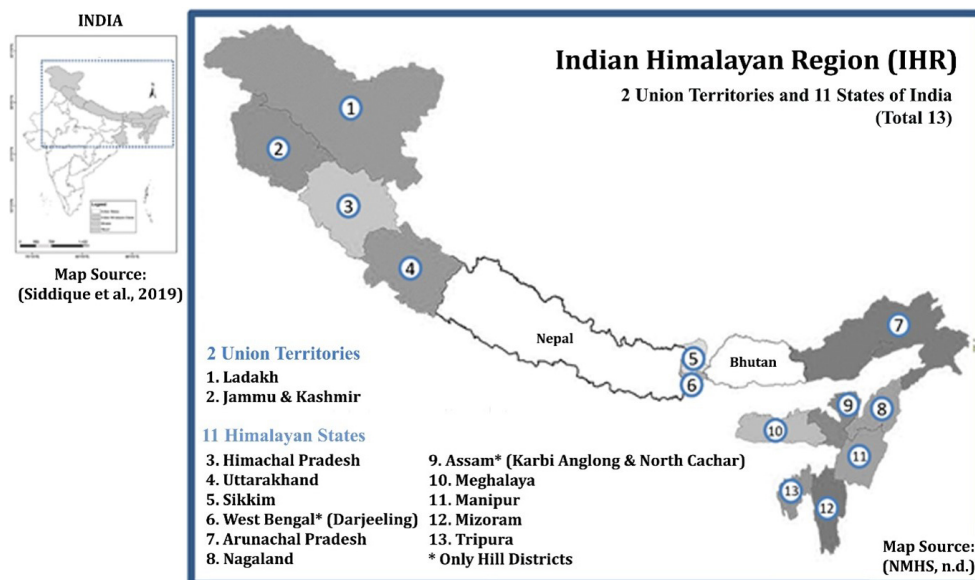 INDIA
Legend
Map Source:
(Siddique et al., 2019)
Indian Himalayan Region (IHR)
2 Union Territories and 11 States of India
(Total 13)
1
2
3
4
Nepal
5
6
Bhutan
7
8
9
10
11
12
13
2 Union Territories
1. Ladakh
2. Jammu & Kashmir
11 Himalayan States
3. Himachal Pradesh
4. Uttarakhand
5. Sikkim
6. West Bengal* (Darjeeling)
7. Arunachal Pradesh
8. Nagaland
9. Assam* (Karbi Anglong & North Cachar)
10. Meghalaya
11. Manipur
12. Mizoram
13. Tripura
* Only Hill Districts
Map Source:
(NMHS, n.d.)